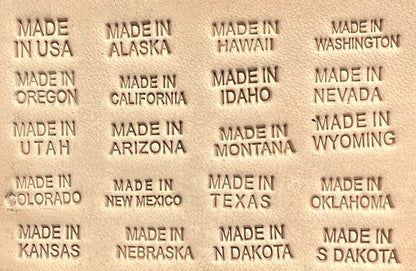 MADE
IN USA
MADE IN
ALASKA
MADE IN
HAWAII
MADE IN
WASHINGTON
MADE IN
OREGON
MADE IN
CALIFORNIA
MADE IN
IDAHO
MADE IN
NEVADA
MADE IN
UTAH
MADE IN
ARIZONA
MADE IN
MONTANA
MADE IN
WYOMING
MADE IN
COLORADO
MADE IN
NEW MEXICO
MADE IN
TEXAS
MADE IN
OKLAHOMA
MADE IN
KANSAS
MADE IN
NEBRASKA
MADE IN
N DAKOTA
MADE IN
S DAKOTA